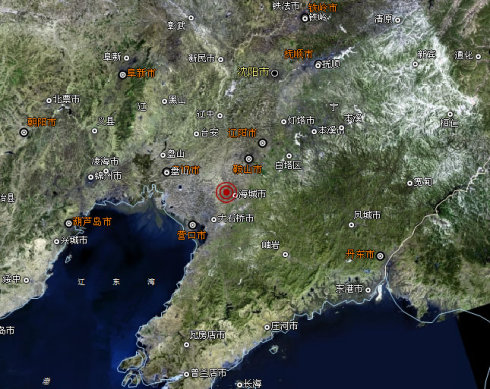 铁法市
铁岭市
铁岭
彰武
清原
抚顺市
抚顺
新宾
通化
阜新
新民市
沈阳市
阜新市
北票市
黑山
辽
辽中
宁
朝阳市
义县
台安
辽阳市
灯塔市
本溪市
本溪
桓仁
盘山
凌海市
锦州市
盘锦市
鞍山市
宽甸
海城市
葫芦岛市
大石桥市
营口市
凤城市
兴城市
岫岩
丹东市
绥中
辽 东 湾
东港市
瓦房店市
庄河市
普兰店市
长海